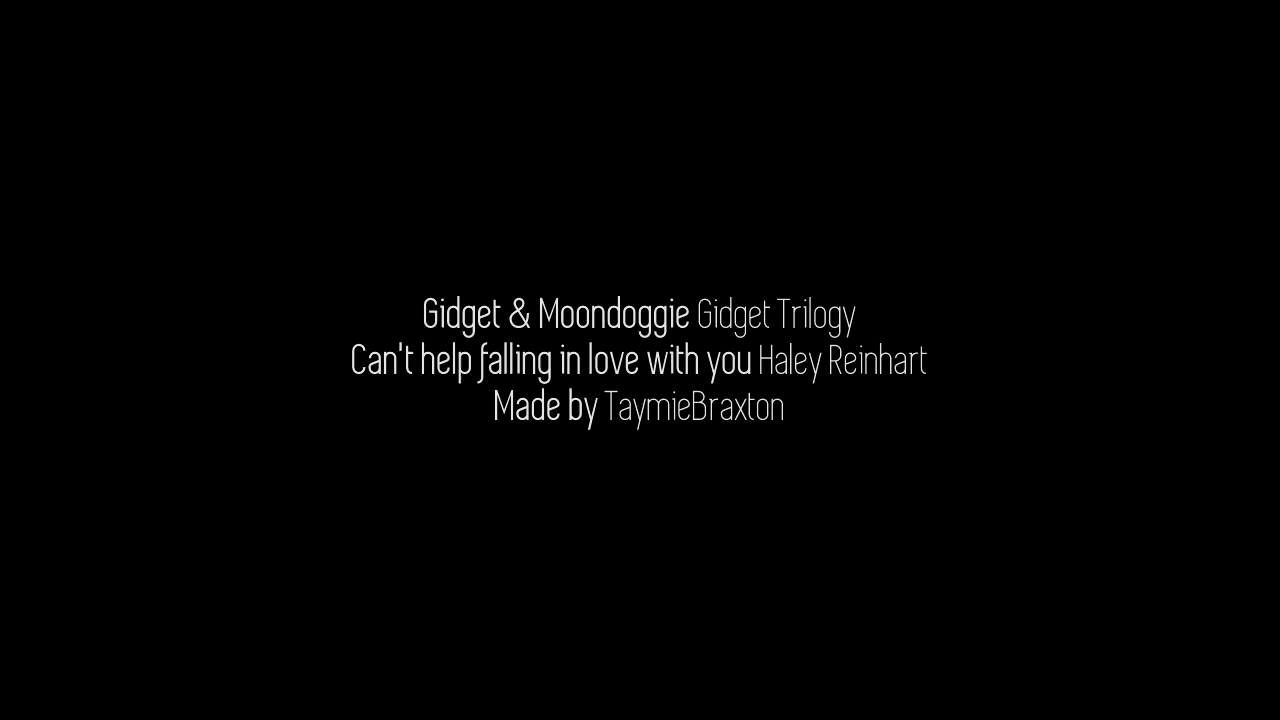 Gidget & Moondoggie Gidget Trilogy
Can't help falling in love with you Haley Reinhart
Made by TaymieBraxton